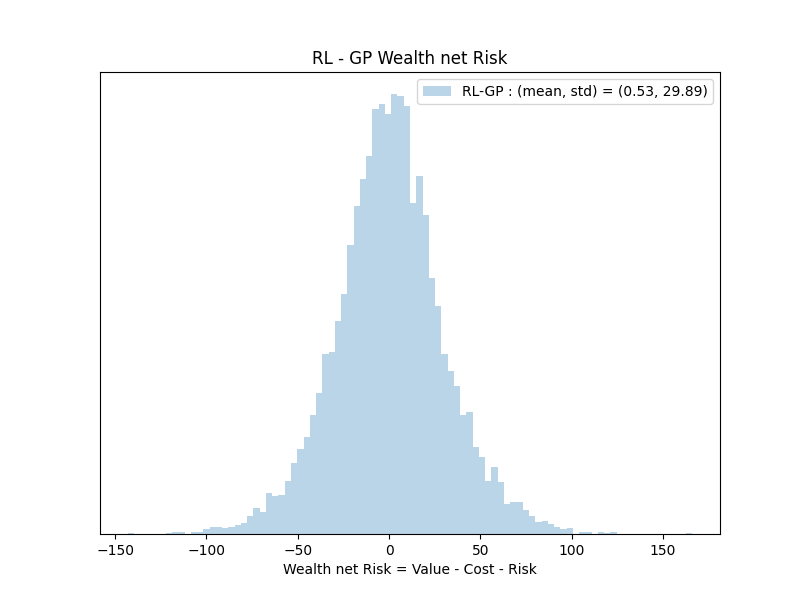 RL - GP Wealth net Risk
RL-GP : (mean, std) = (0.53, 29.89)
−150 −100 −50 0 50 100 150
Wealth net Risk = Value - Cost - Risk